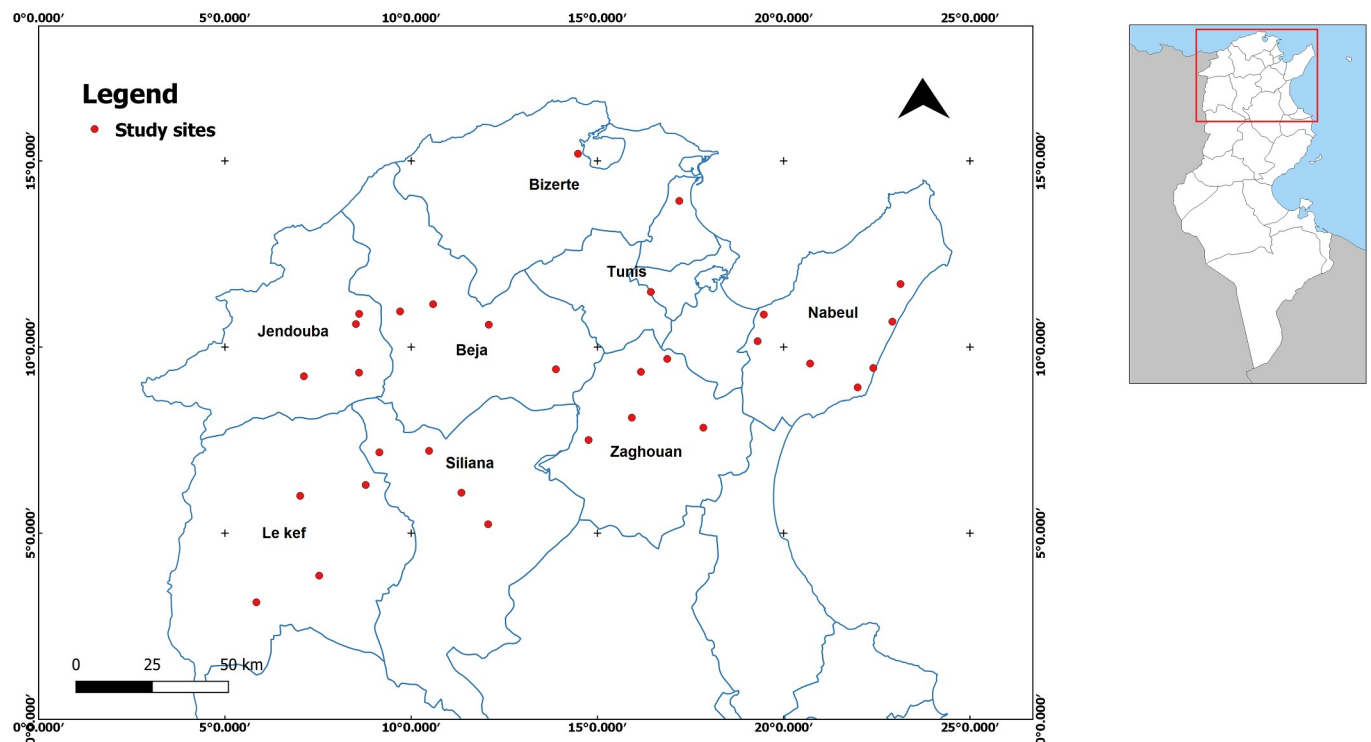 0°0.000′ 5°0.000′ 10°0.000′ 15°0.000′ 20°0.000′ 25°0.000′
Legend
Study sites
15°0.000′ 15°0.000′
Bizerte
Tunis
Nabeul
Jendouba
10°0.000′ 10°0.000′
Beja
Zaghouan
Siliana
Le kef
5°0.000′ 5°0.000′
0 25 50 km
0°0.000′ 0°0.000′
0°0.000′ 5°0.000′ 10°0.000′ 15°0.000′ 20°0.000′ 25°0.000′